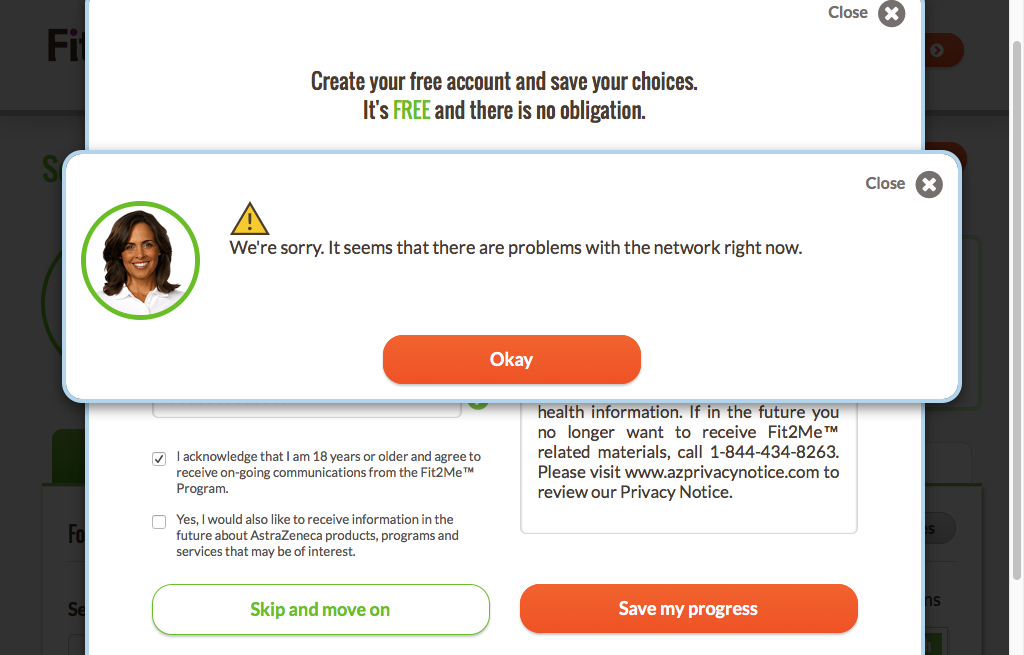 Close
Fit
Create your free account and save your choices.
It's FREE and there is no obligation.
Close
We're sorry. It seems that there are problems with the network right now.
Okay
health information. If in the future you
no longer want to receive Fit2Me™
related materials, call 1-844-434-8263.
Please visit www.azprivacynotice.com to
review our Privacy Notice.
I acknowledge that I am 18 years or older and agree to
receive on-going communications from the Fit2Me™
Program.
Yes, I would also like to receive information in the
future about AstraZeneca products, programs and
services that may be of interest.
Skip and move on
Save my progress